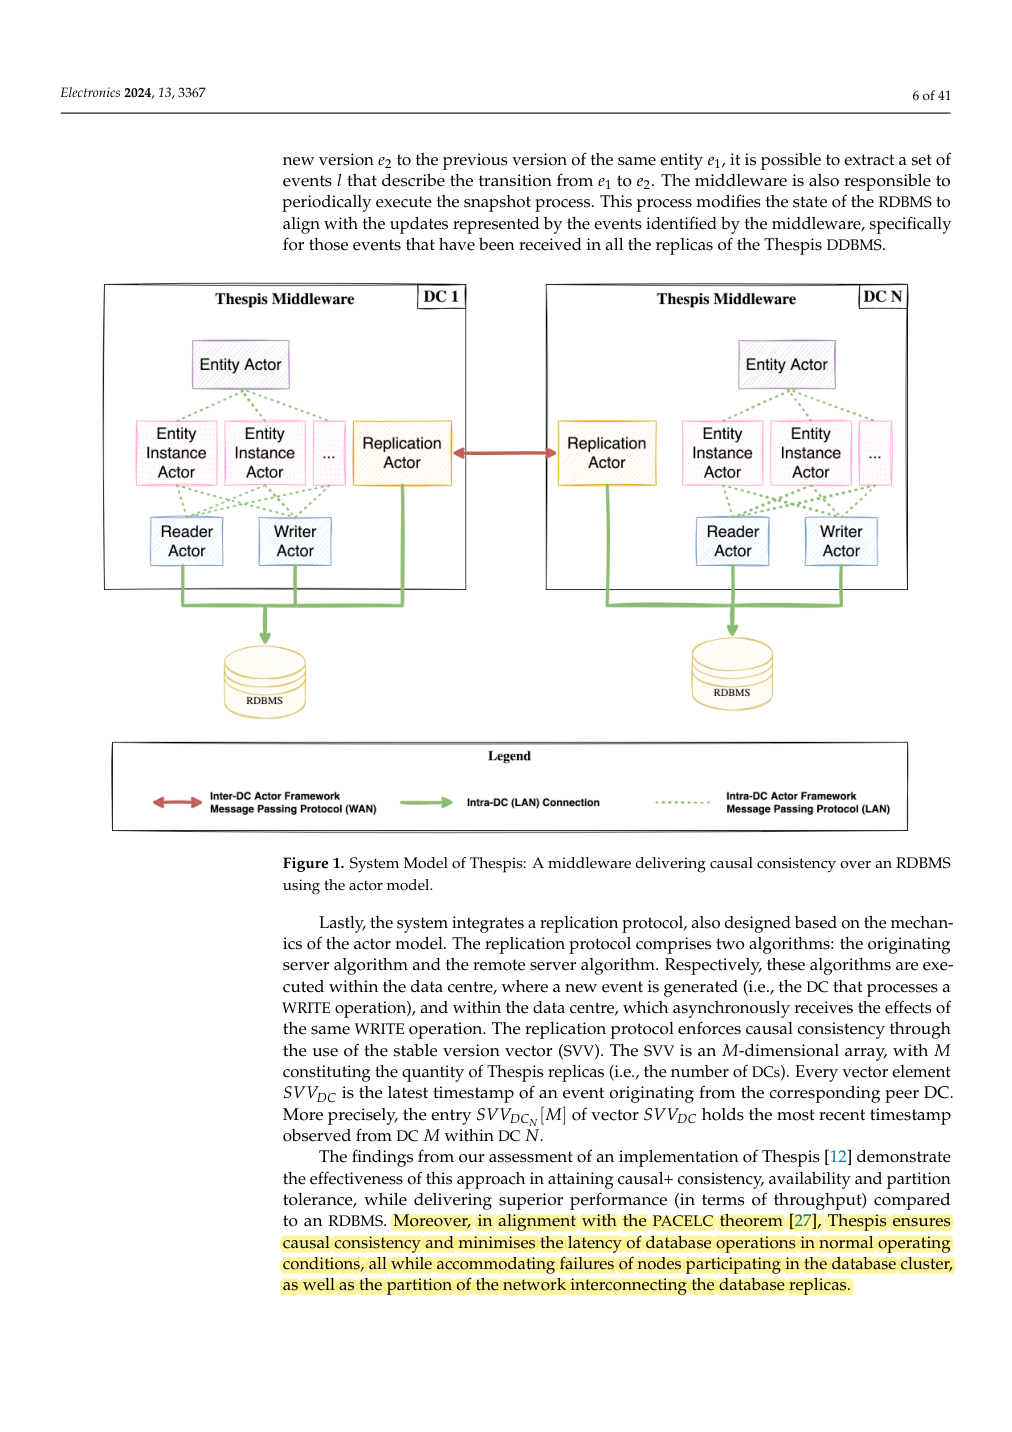 Electronics 2024, 13, 3367
6 of 41
new version e2 to the previous version of the same entity e1, it is possible to extract a set of
events l that describe the transition from e1 to e2. The middleware is also responsible to
periodically execute the snapshot process. This process modifies the state of the RDBMS to
align with the updates represented by the events identified by the middleware, specifically
for those events that have been received in all the replicas of the Thespis DDBMS.
Thespis Middleware
DC 1
Entity Actor
Entity
Instance
Actor
Entity
Instance
Actor
...
Replication
Actor
Reader
Actor
Writer
Actor
RDBMS
Thespis Middleware
DC N
Entity Actor
Replication
Actor
Entity
Instance
Actor
Entity
Instance
Actor
...
Reader
Actor
Writer
Actor
RDBMS
Legend
Inter-DC Actor Framework
Message Passing Protocol (WAN)
Intra-DC (LAN) Connection
Intra-DC Actor Framework
Message Passing Protocol (LAN)
Figure 1. System Model of Thespis: A middleware delivering causal consistency over an RDBMS
using the actor model.
Lastly, the system integrates a replication protocol, also designed based on the mechan-
ics of the actor model. The replication protocol comprises two algorithms: the originating
server algorithm and the remote server algorithm. Respectively, these algorithms are exe-
cuted within the data centre, where a new event is generated (i.e., the DC that processes a
WRITE operation), and within the data centre, which asynchronously receives the effects of
the same WRITE operation. The replication protocol enforces causal consistency through
the use of the stable version vector (SVV). The SVV is an M-dimensional array, with M
constituting the quantity of Thespis replicas (i.e., the number of DCs). Every vector element
SVV_DC is the latest timestamp of an event originating from the corresponding peer DC.
More precisely, the entry SVV_DC_N[M] of vector SVV_DC holds the most recent timestamp
observed from DC M within DC N.
The findings from our assessment of an implementation of Thespis [12] demonstrate
the effectiveness of this approach in attaining causal+ consistency, availability and partition
tolerance, while delivering superior performance (in terms of throughput) compared
to an RDBMS. Moreover, in alignment with the PACELC theorem [27], Thespis ensures
causal consistency and minimises the latency of database operations in normal operating
conditions, all while accommodating failures of nodes participating in the database cluster,
as well as the partition of the network interconnecting the database replicas.